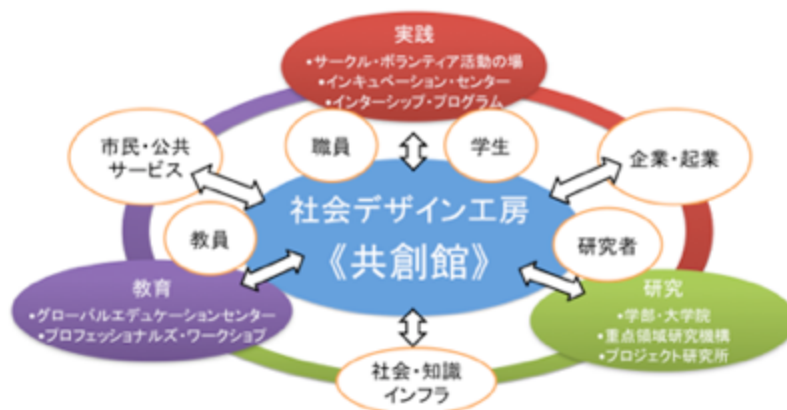 実践
•サークル・ボランティア活動の場
•インキュベーション・センター
•インターシップ・プログラム
市民・公共
サービス
職員
学生
企業・起業
社会デザイン工房
《共創館》
教員
研究者
教育
•グローバルエデュケーションセンター
•プロフェッショナルズ・ワークショプ
研究
•学部・大学院
•重点領域研究機構
•プロジェクト研究所
社会・知識
インフラ